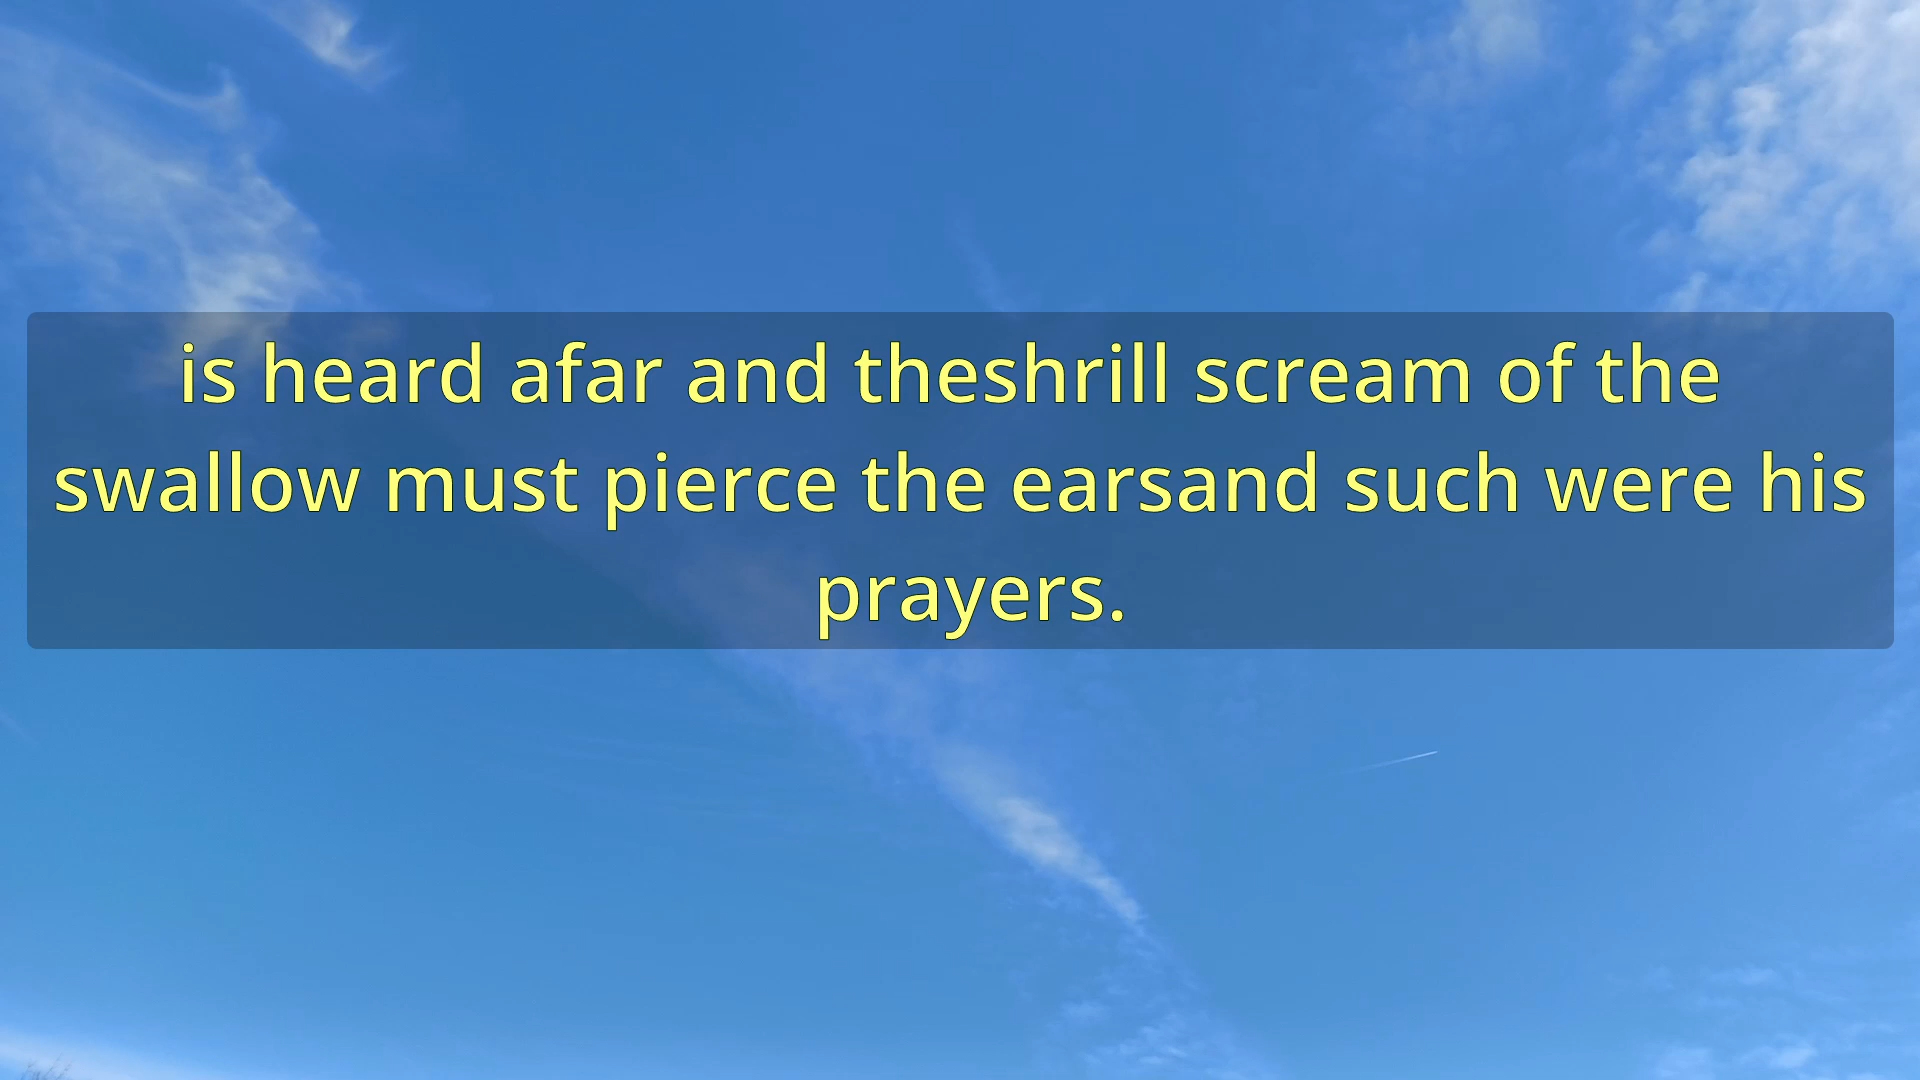 is heard afar and theshrill scream of the
swallow must pierce the earsand such were his
prayers.